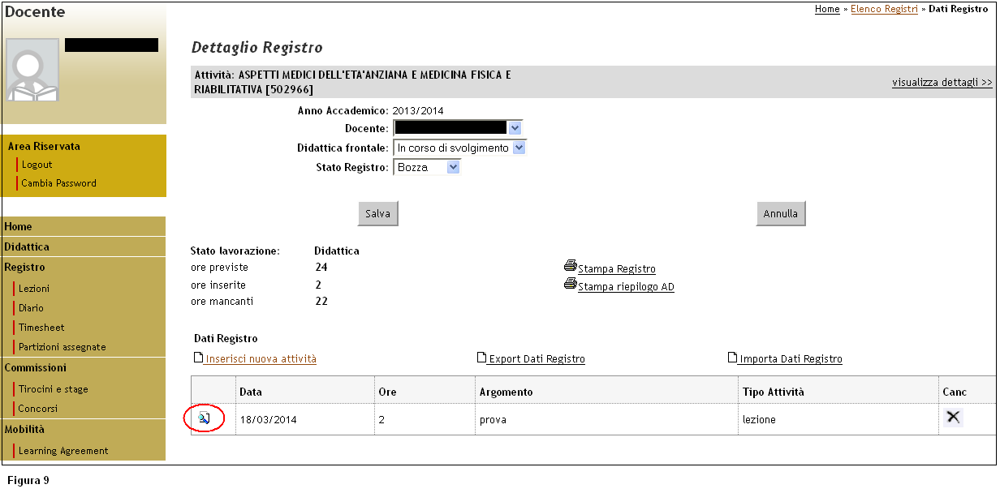 Docente
Home » Elenco Registri » Dati Registro
Dettaglio Registro
Attività: ASPETTI MEDICI DELL'ETA'ANZIANA E MEDICINA FISICA E
RIABILITATIVA [502966]
visualizza dettagli >>
Anno Accademico: 2013/2014
Docente:
Didattica frontale: In corso di svolgimento
Stato Registro: Bozza
Salva
Annulla
Area Riservata
Logout
Cambia Password
Home
Didattica
Registro
Lezioni
Diario
Timesheet
Partizioni assegnate
Commissioni
Tirocini e stage
Concorsi
Mobilità
Learning Agreement
Stato lavorazione: Didattica
ore previste 24
ore inserite 2
ore mancanti 22
Stampa Registro
Stampa riepilogo AD
Dati Registro
Inserisci nuova attività
Export Dati Registro
Importa Dati Registro
Data Ore Argomento Tipo Attività Canc
18/03/2014 2 prova lezione
Figura 9